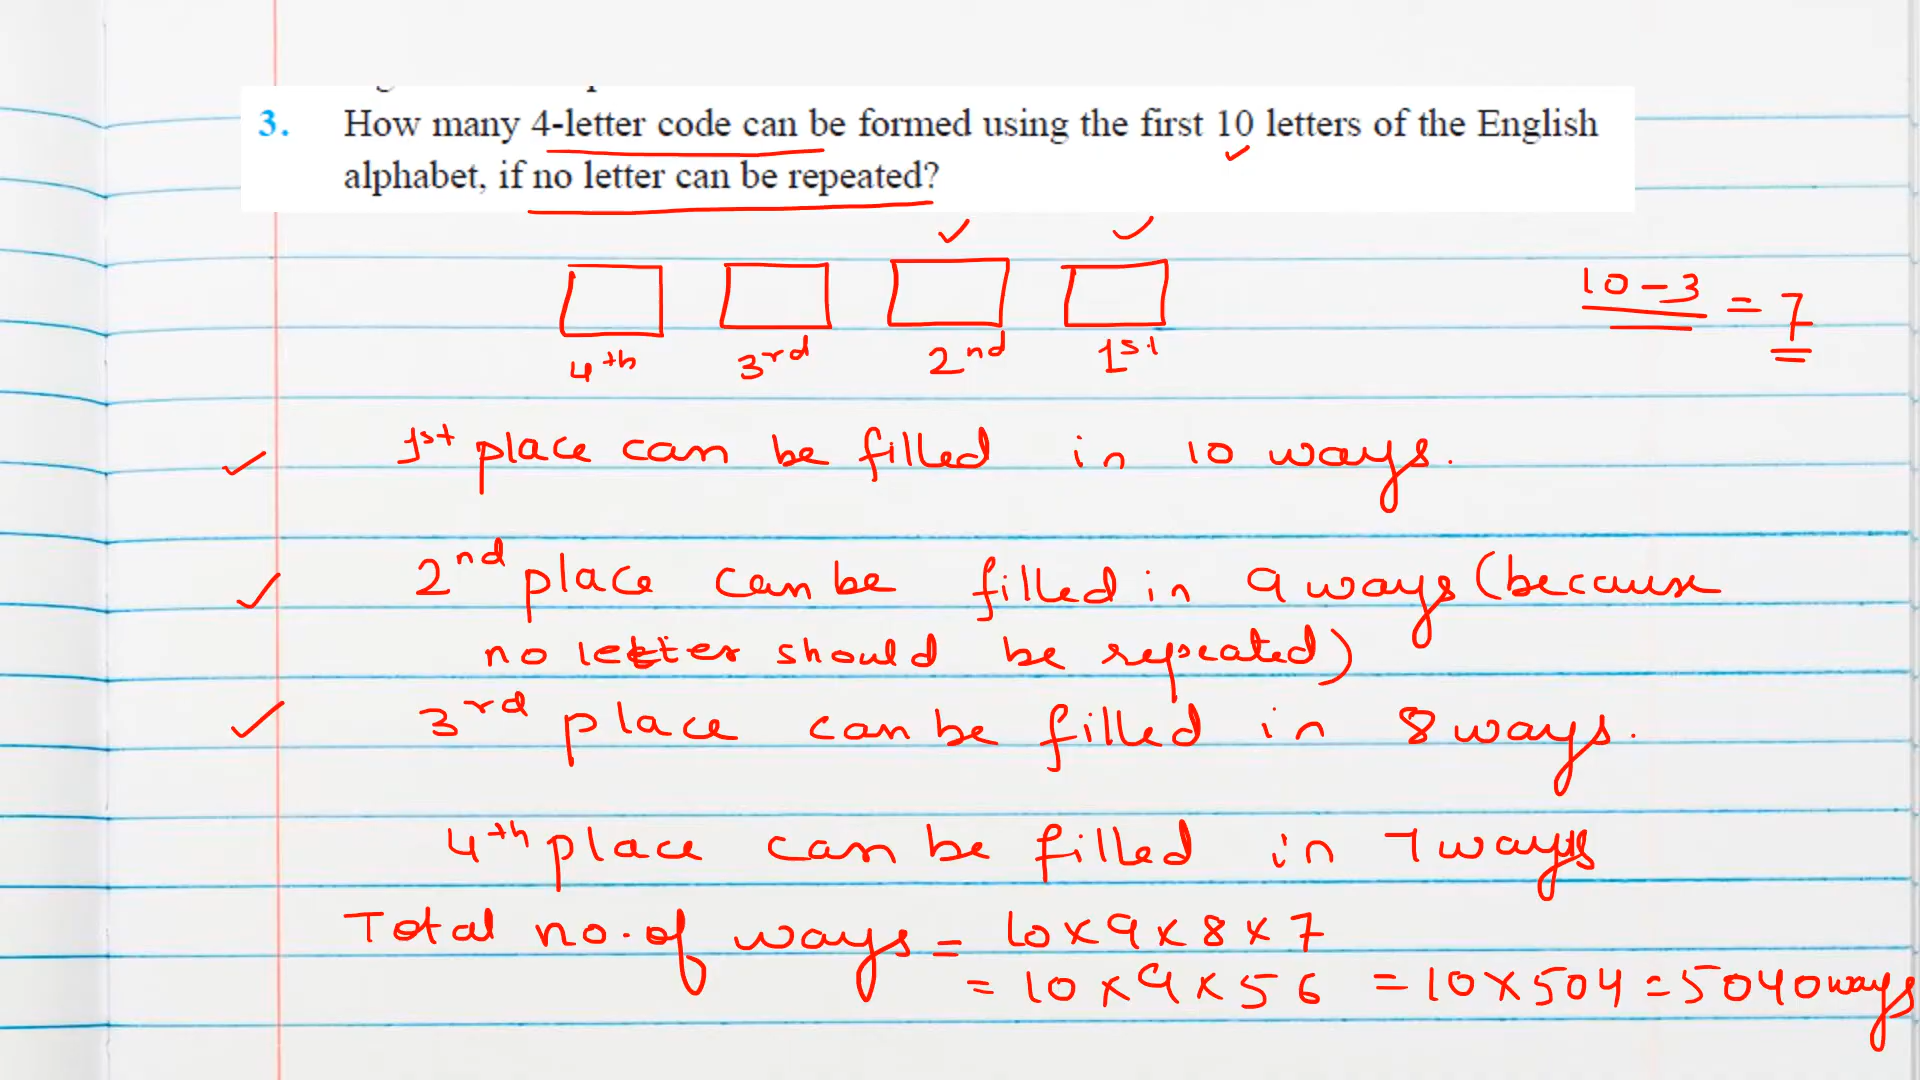 3. How many 4-letter code can be formed using the first 10 letters of the English
alphabet, if no letter can be repeated?
10 - 3 = 7
4th 3rd 2nd 1st
1st place can be filled in 10 ways.
2nd place can be filled in 9 ways (because
no letter should be repeated)
3rd place can be filled in 8 ways.
4th place can be filled in 7 ways
Total no. of ways = 10 x 9 x 8 x 7
= 10 x 9 x 56 = 10 x 504 = 5040 ways